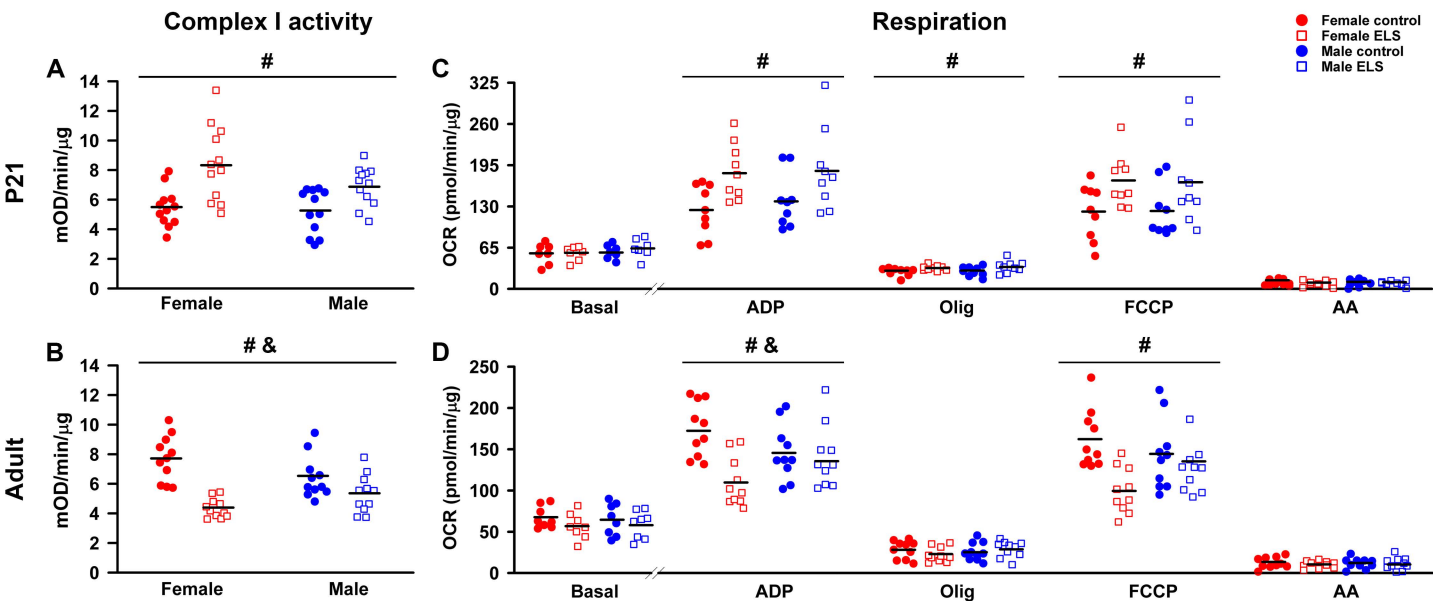 Complex I activity
Respiration
Female control
Female ELS
Male control
Male ELS
P21
A
#
mOD/min/μg
14
12
10
8
6
4
2
0
Female Male
C
# # #
OCR (pmol/min/μg)
325
260
195
130
65
0
Basal ADP Olig FCCP AA
Adult
B
# &
mOD/min/μg
14
12
10
8
6
4
2
0
Female Male
D
# & #
OCR (pmol/min/μg)
250
200
150
100
50
0
Basal ADP Olig FCCP AA